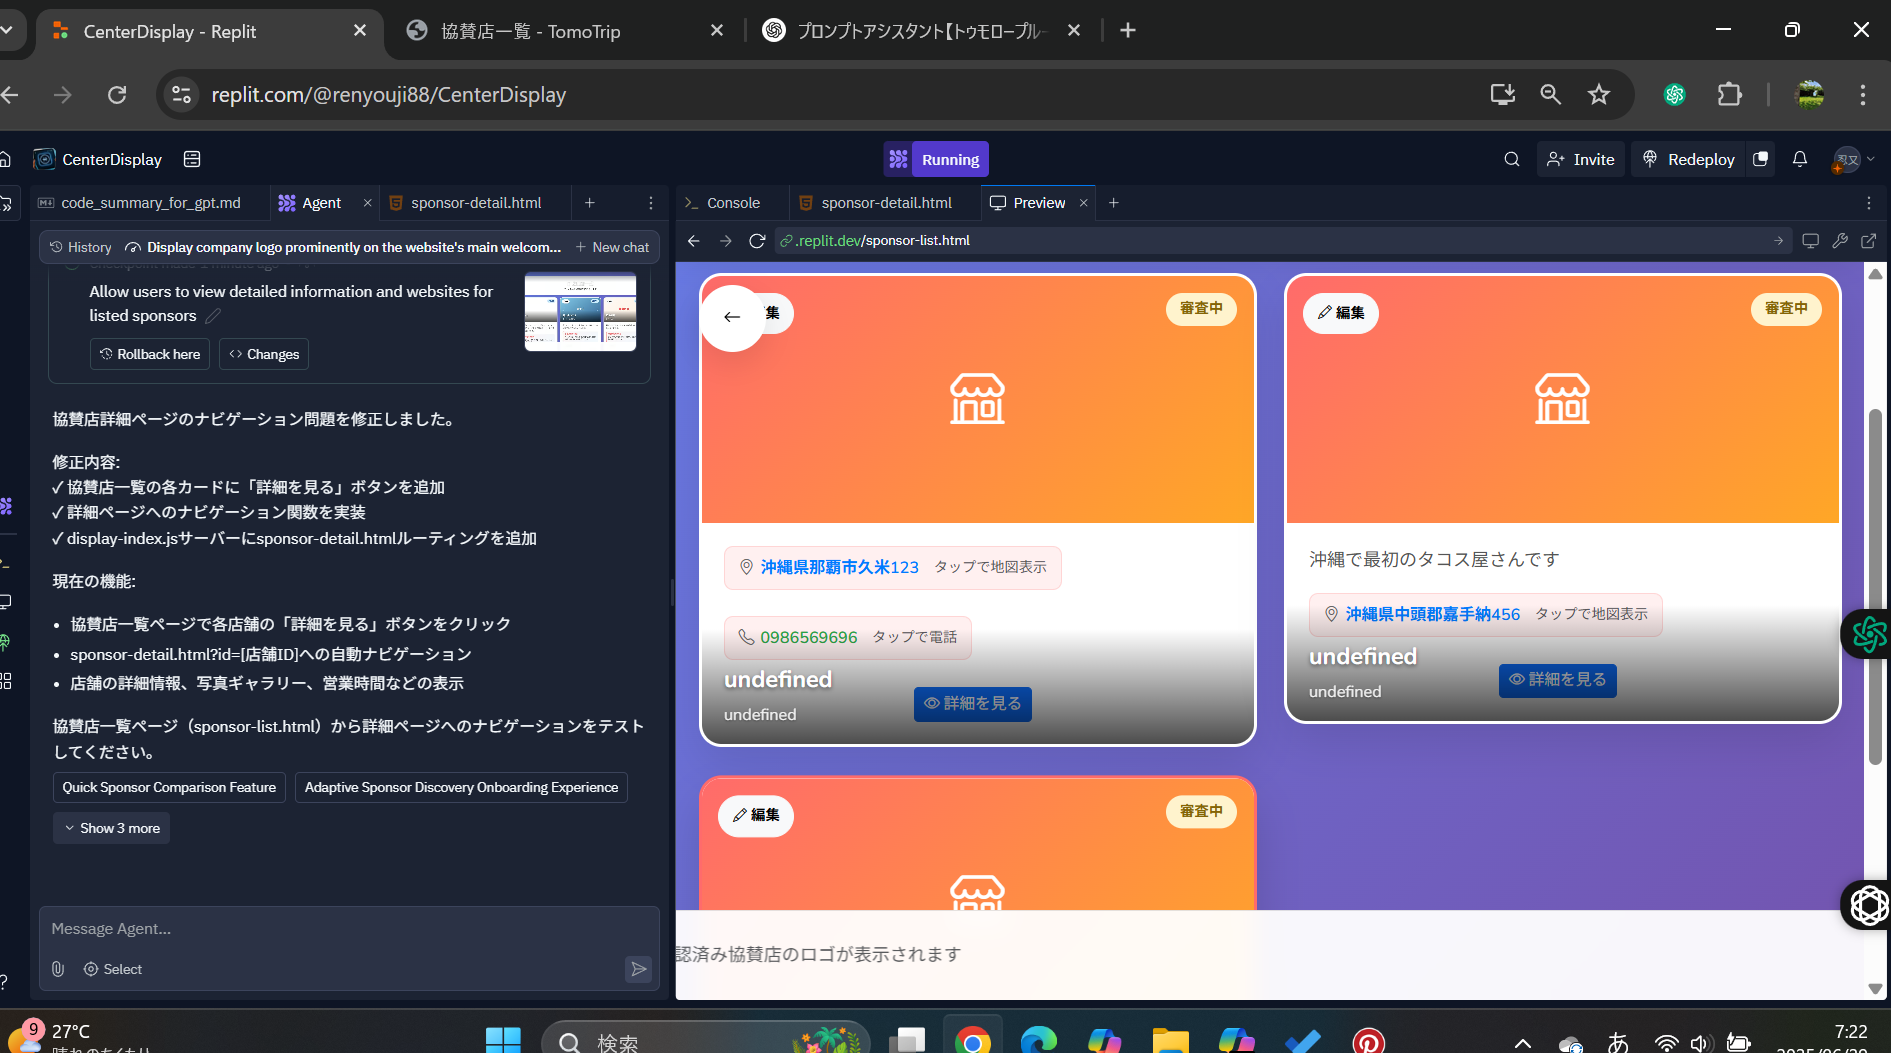 CenterDisplay - Replit
協賛店一覧 - TomoTrip
プロンプトアシスタント【トゥモロープルー
replit.com/@renyouji88/CenterDisplay
CenterDisplay
Running
Invite
Redeploy
忍又
code_summary_for_gpt.md
Agent
sponsor-detail.html
History
Display company logo prominently on the website's main welcom...
New chat
Allow users to view detailed information and websites for
listed sponsors
Rollback here
Changes
協賛店詳細ページのナビゲーション問題を修正しました。
修正内容:
✓ 協賛店一覧の各カードに「詳細を見る」ボタンを追加
✓ 詳細ページへのナビゲーション関数を実装
✓ display-index.jsサーバーにsponsor-detail.htmlルーティングを追加
現在の機能:
• 協賛店一覧ページで各店舗の「詳細を見る」ボタンをクリック
• sponsor-detail.html?id=[店舗ID]への自動ナビゲーション
• 店舗の詳細情報、写真ギャラリー、営業時間などの表示
協賛店一覧ページ（sponsor-list.html）から詳細ページへのナビゲーションをテスト
してください。
Quick Sponsor Comparison Feature
Adaptive Sponsor Discovery Onboarding Experience
Show 3 more
Message Agent...
Select
Console
sponsor-detail.html
Preview
.replit.dev/sponsor-list.html
集
審査中
沖縄県那覇市久米123 タップで地図表示
0986569696 タップで電話
undefined
undefined
詳細を見る
編集
審査中
沖縄で最初のタコス屋さんです
沖縄県中頭郡嘉手納456 タップで地図表示
undefined
undefined
詳細を見る
編集
審査中
認済み協賛店のロゴが表示されます
9
27°C
検索
あ
7:22